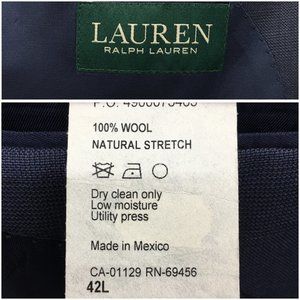 LAUREN
RALPH LAUREN
100% WOOL
NATURAL STRETCH
Dry clean only
Low moisture
Utility press
Made in Mexico
CA-01129 RN-69456
42L